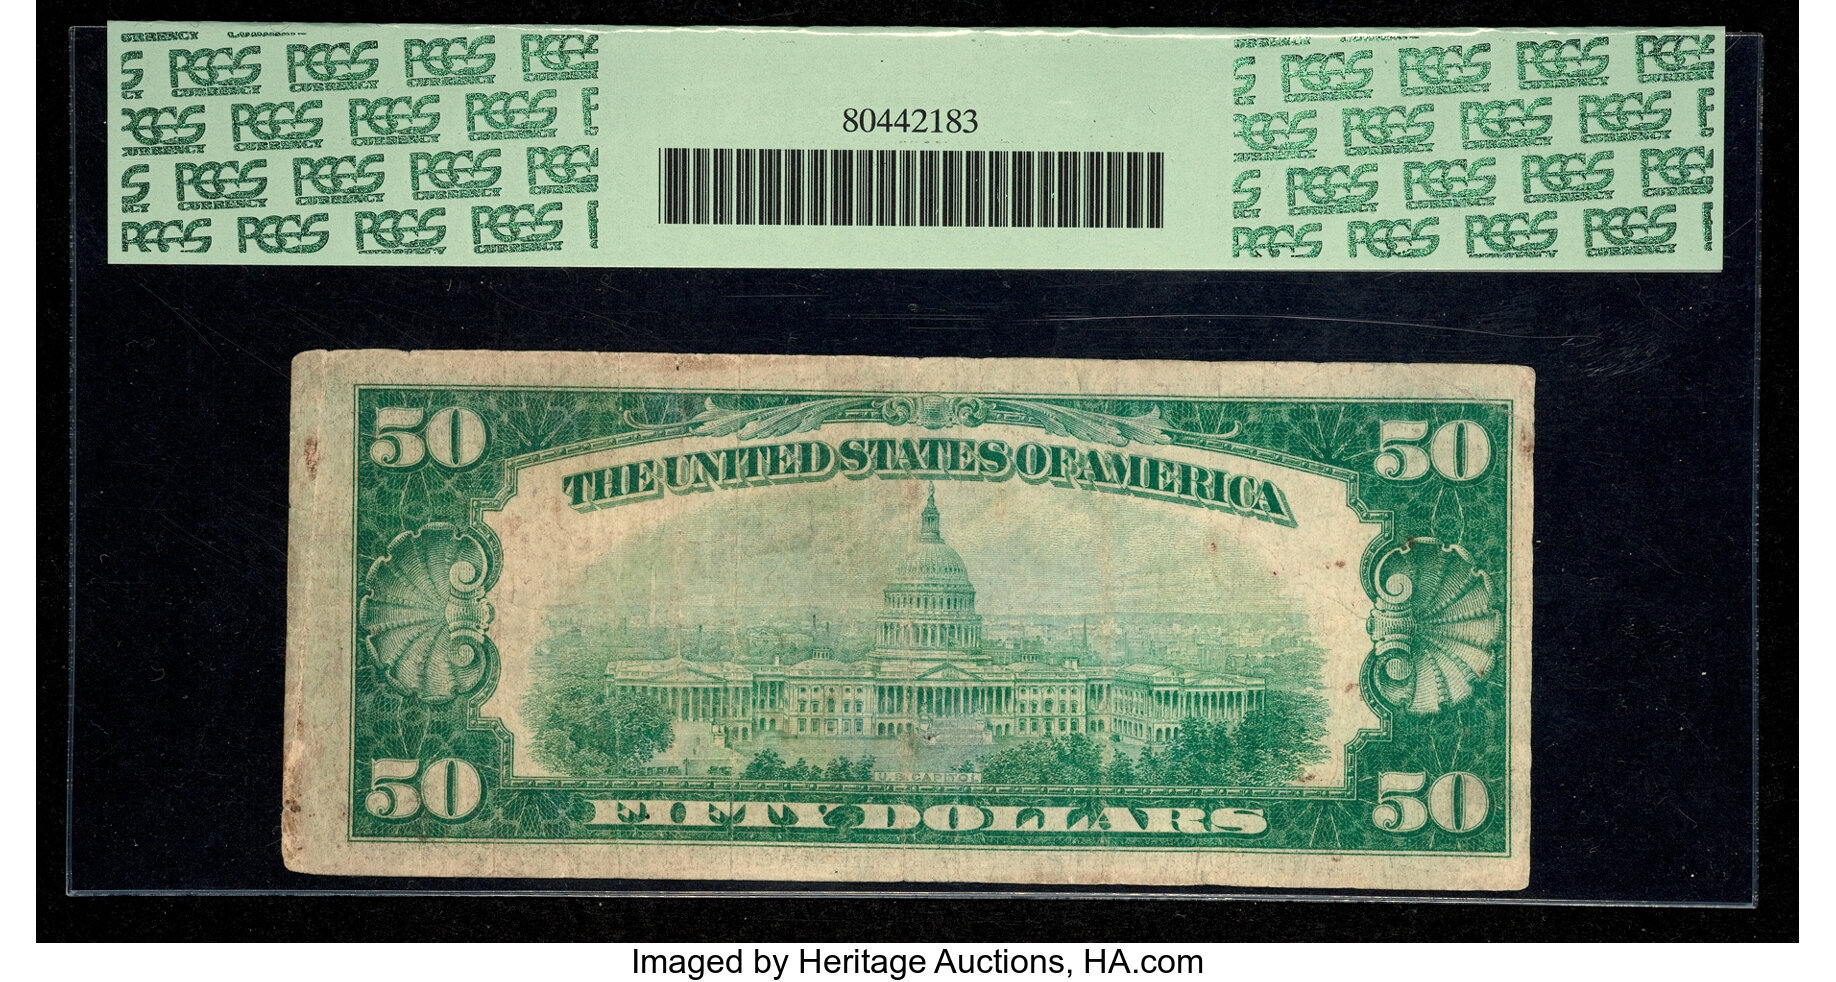 PCGS CURRENCY
80442183
50 50
THE UNITED STATES OF AMERICA
U.S. CAPITOL
50 50
FIFTY DOLLARS
Imaged by Heritage Auctions, HA.com